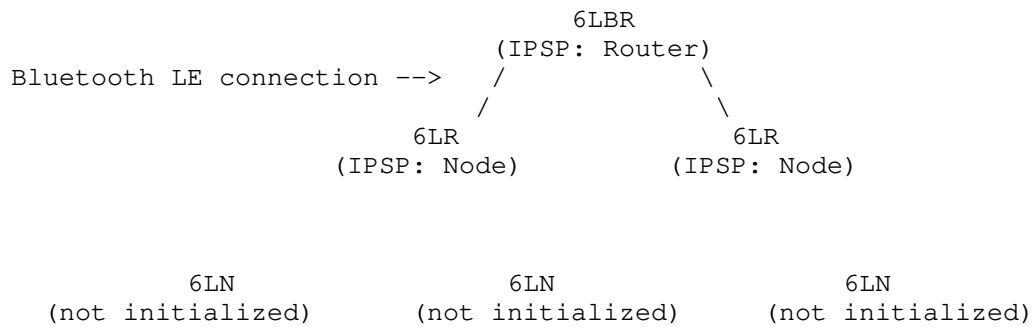 6LBR
(IPSP: Router)
Bluetooth LE connection -->      /             \
/               \
6LR               6LR
(IPSP: Node)      (IPSP: Node)
6LN               6LN               6LN
(not initialized)      (not initialized)      (not initialized)